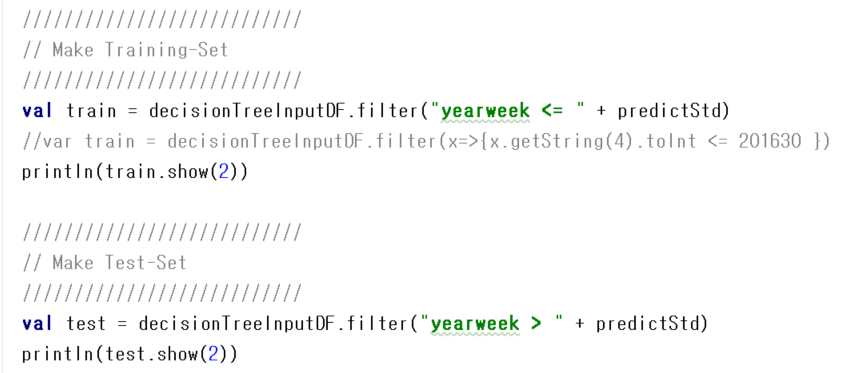 ///////////////////////////
// Make Training-Set
///////////////////////////
val train = decisionTreeInputDF.filter("yearweek <= " + predictStd)
//var train = decisionTreeInputDF.filter(x=>{x.getString(4).toInt <= 201630 })
println(train.show(2))
///////////////////////////
// Make Test-Set
///////////////////////////
val test = decisionTreeInputDF.filter("yearweek > " + predictStd)
println(test.show(2))